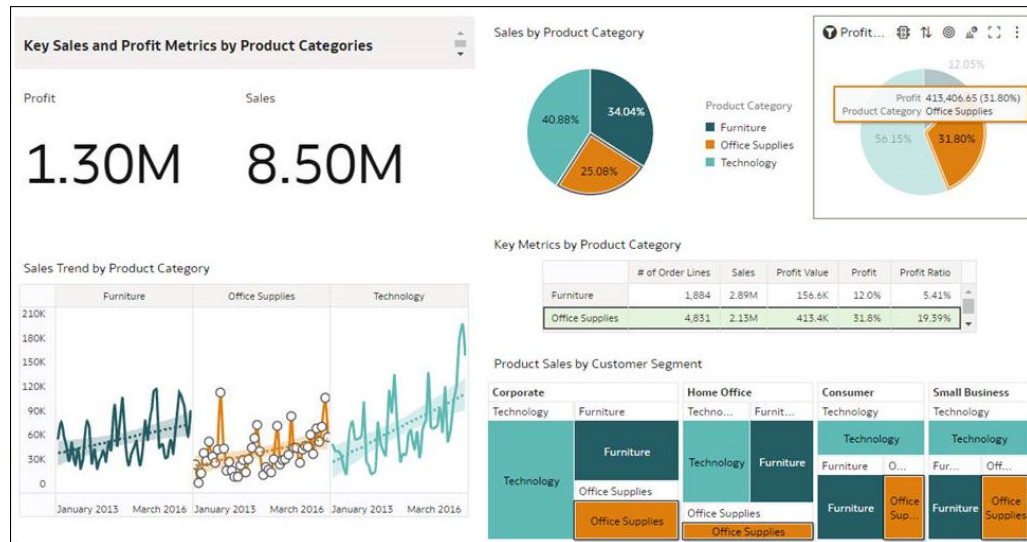 Key Sales and Profit Metrics by Product Categories
Profit
Sales
1.30M
8.50M
Sales by Product Category
40.88%
34.04%
25.08%
Product Category
Furniture
Office Supplies
Technology
Profit...
12.05%
Profit 413,406.65 (31.80%)
Product Category Office Supplies
56.15%
31.80%
Sales Trend by Product Category
Furniture
Office Supplies
Technology
210K
180K
150K
120K
90K
60K
30K
0
January 2013 March 2016 January 2013 March 2016 January 2013 March 2016
Key Metrics by Product Category
# of Order Lines Sales Profit Value Profit Profit Ratio
Furniture 1,884 2.89M 156.6K 12.0% 5.41%
Office Supplies 4,831 2.13M 413.4K 31.8% 19.39%
Product Sales by Customer Segment
Corporate
Technology
Furniture
Technology
Furniture
Office Supplies
Office Supplies
Home Office
Techno... Furnit...
Technology
Furniture
Office Supplies
Office Supplies
Consumer
Technology
Technology
Furniture O...
Furniture
Office
Sup...
Small Business
Technology
Technology
Fur... Off...
Furniture
Office
Supplies